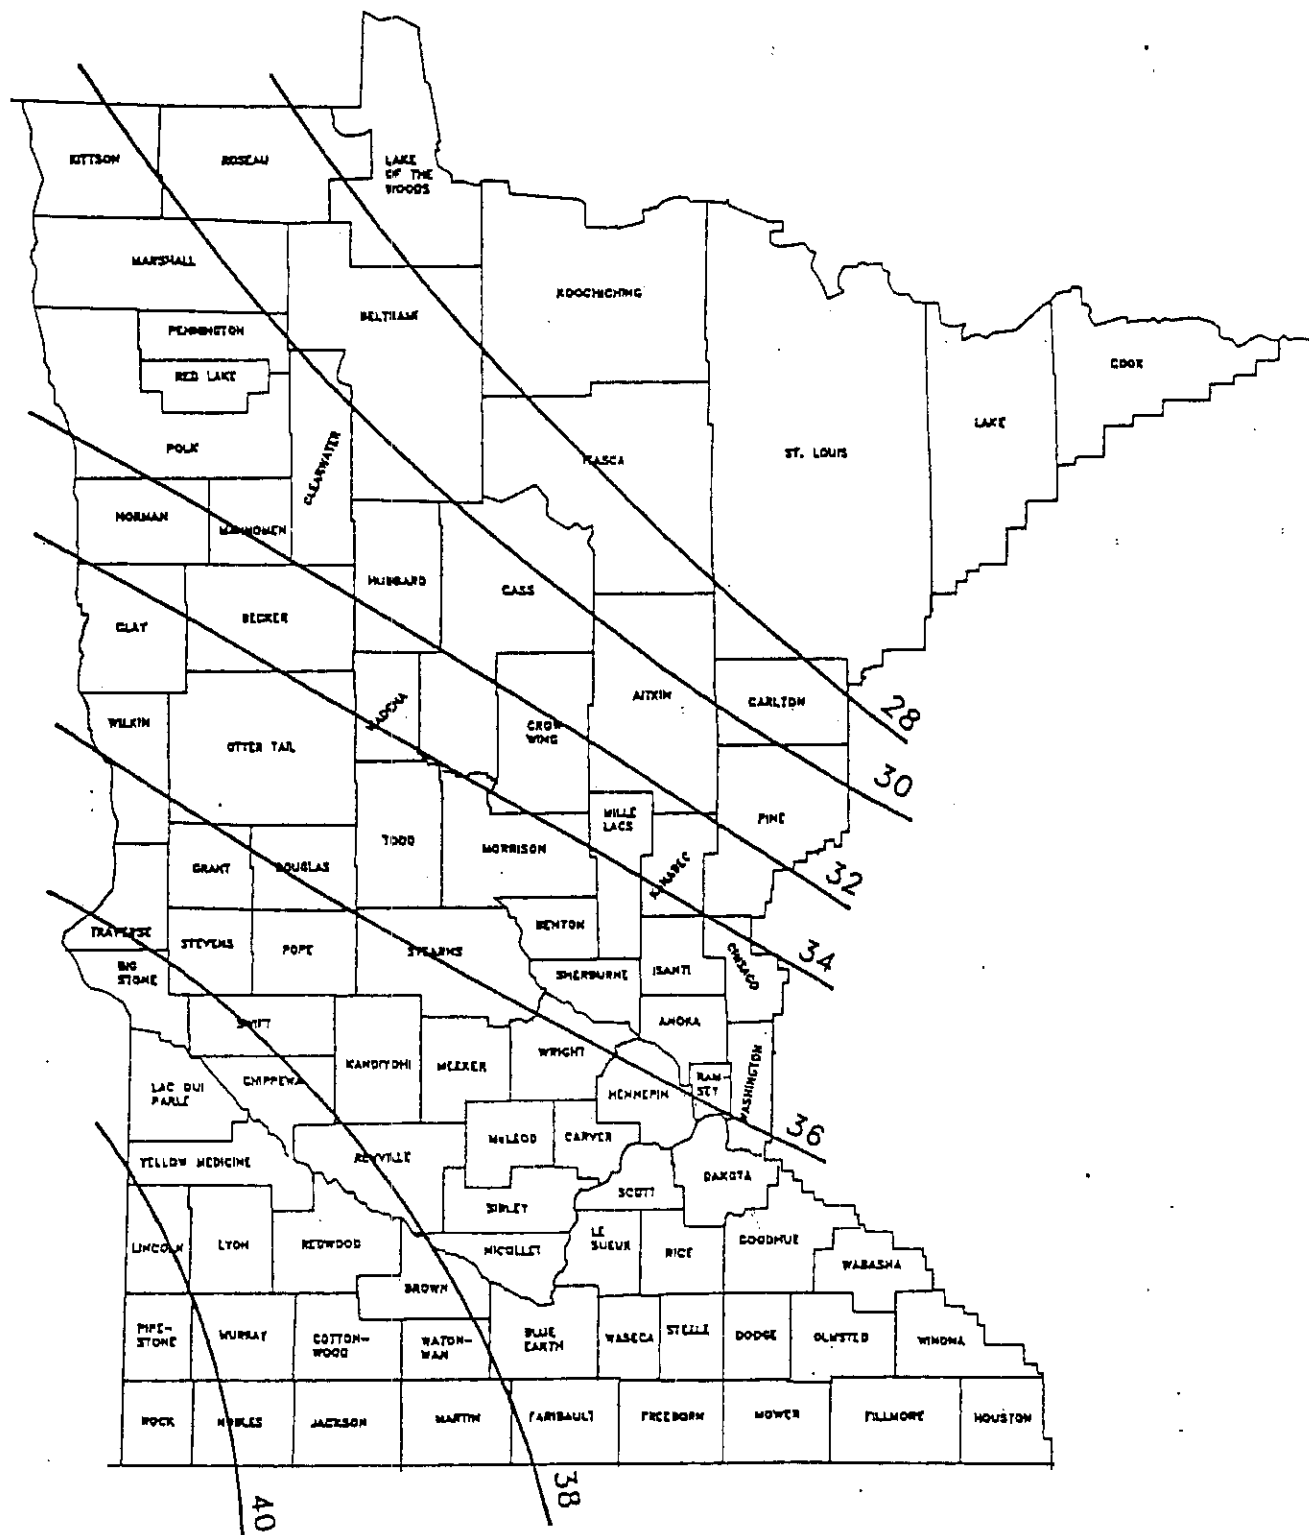 KITTSON
ROSEAU
LAKE
OF THE
WOODS
MARSHALL
KOOCHICHING
BELTRAMI
PENNINGTON
COOK
RED LAKE
LAKE
POLK
ITASCA
ST. LOUIS
CLEARWATER
NORMAN
MAHNOMEN
HUBBARD
CASS
CLAY
BECKER
AITKIN
CARLTON
28
WADENA
WILKIN
CROW
WING
OTTER TAIL
30
MILLE
LACS
PINE
TODD
MORRISON
GRANT
DOUGLAS
KANABEC
32
BENTON
TRAVERSE
STEVENS
POPE
STEARNS
CHISAGO
34
BIG
STONE
SHERBURNE
ISANTI
SWIFT
ANOKA
KANDIYOHI
MEEKER
WRIGHT
WASHINGTON
CHIPPEWA
RAM-
SEY
LAC QUI
PARLE
HENNEPIN
36
McLEOD
CARVER
YELLOW MEDICINE
RENVILLE
DAKOTA
SCOTT
SIBLEY
LINCOLN
LYON
REDWOOD
NICOLLET
LE
SUEUR
RICE
GOODHUE
WABASHA
BROWN
PIPE-
STONE
MURRAY
COTTON-
WOOD
WATON-
WAN
BLUE
EARTH
WASECA
STEELE
DODGE
OLMSTED
WINONA
ROCK
NOBLES
JACKSON
MARTIN
FARIBAULT
FREEBORN
MOWER
FILLMORE
HOUSTON
38
40